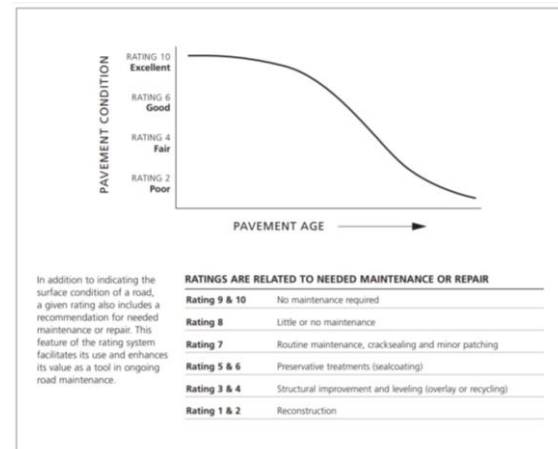 PAVEMENT CONDITION
RATING 10
Excellent
RATING 6
Good
RATING 4
Fair
RATING 2
Poor
PAVEMENT AGE
In addition to indicating the
surface condition of a road,
a given rating also includes a
recommendation for needed
maintenance or repair. This
feature of the rating system
facilitates its use and enhances
its value as a tool in ongoing
road maintenance.
RATINGS ARE RELATED TO NEEDED MAINTENANCE OR REPAIR
Rating 9 & 10 No maintenance required
Rating 8 Little or no maintenance
Rating 7 Routine maintenance, cracksealing and minor patching
Rating 5 & 6 Preservative treatments (sealcoating)
Rating 3 & 4 Structural improvement and leveling (overlay or recycling)
Rating 1 & 2 Reconstruction